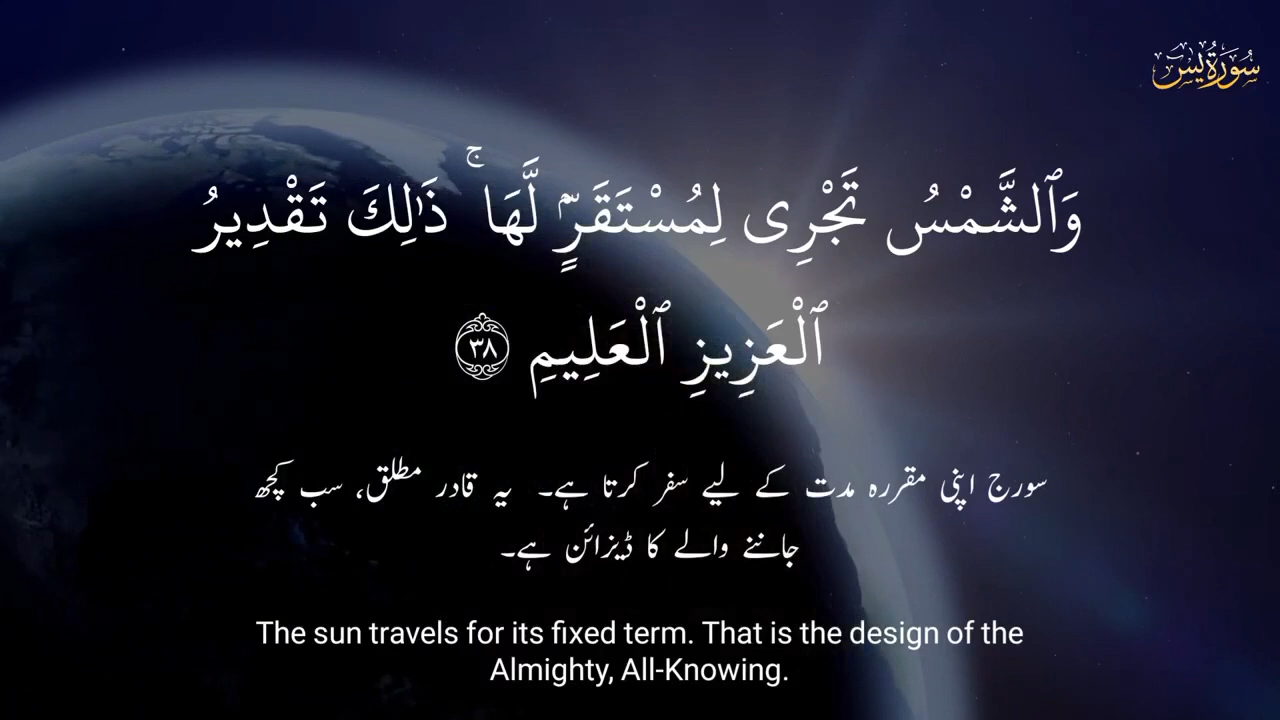 سُورَةُ يس
وَٱلشَّمْسُ تَجْرِى لِمُسْتَقَرٍّۢ لَّهَا ۚ ذَٰلِكَ تَقْدِيرُ
ٱلْعَزِيزِ ٱلْعَلِيمِ ٣٨
سورج اپنی مقررہ مدت کے لیے سفر کرتا ہے۔ یہ قادر مطلق، سب کچھ
جاننے والے کا ڈیزائن ہے۔
The sun travels for its fixed term. That is the design of the
Almighty, All-Knowing.